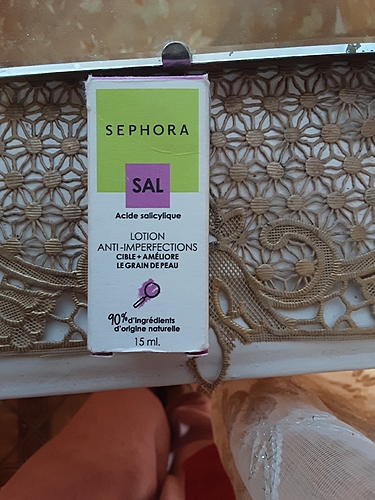 SEPHORA
SAL
Acide salicylique
LOTION
ANTI-IMPERFECTIONS
CIBLE + AMÉLIORE
LE GRAIN DE PEAU
90% d'ingrédients
d'origine naturelle
15 ml.